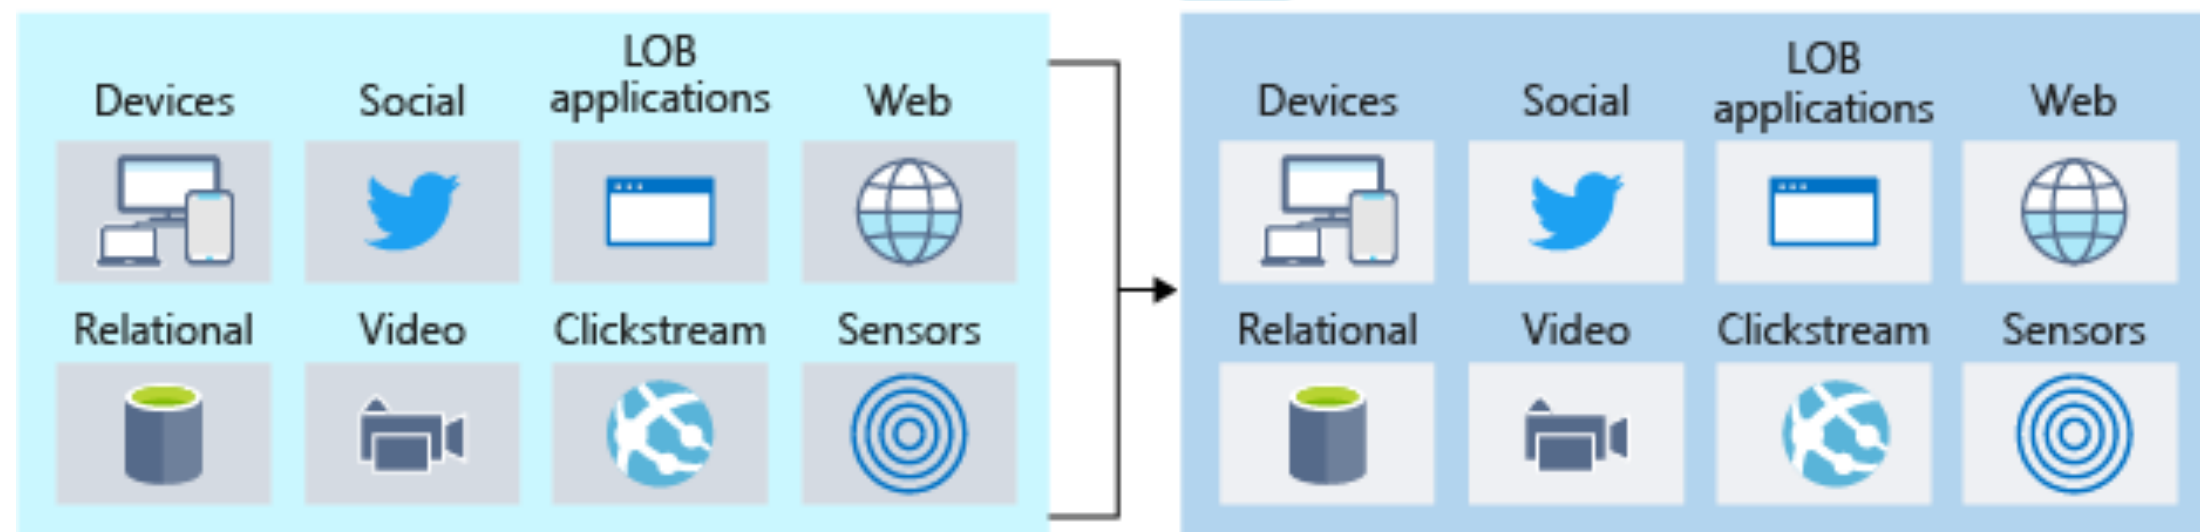 Devices
Social
LOB
applications
Web
Relational
Video
Clickstream
Sensors
Devices
Social
LOB
applications
Web
Relational
Video
Clickstream
Sensors